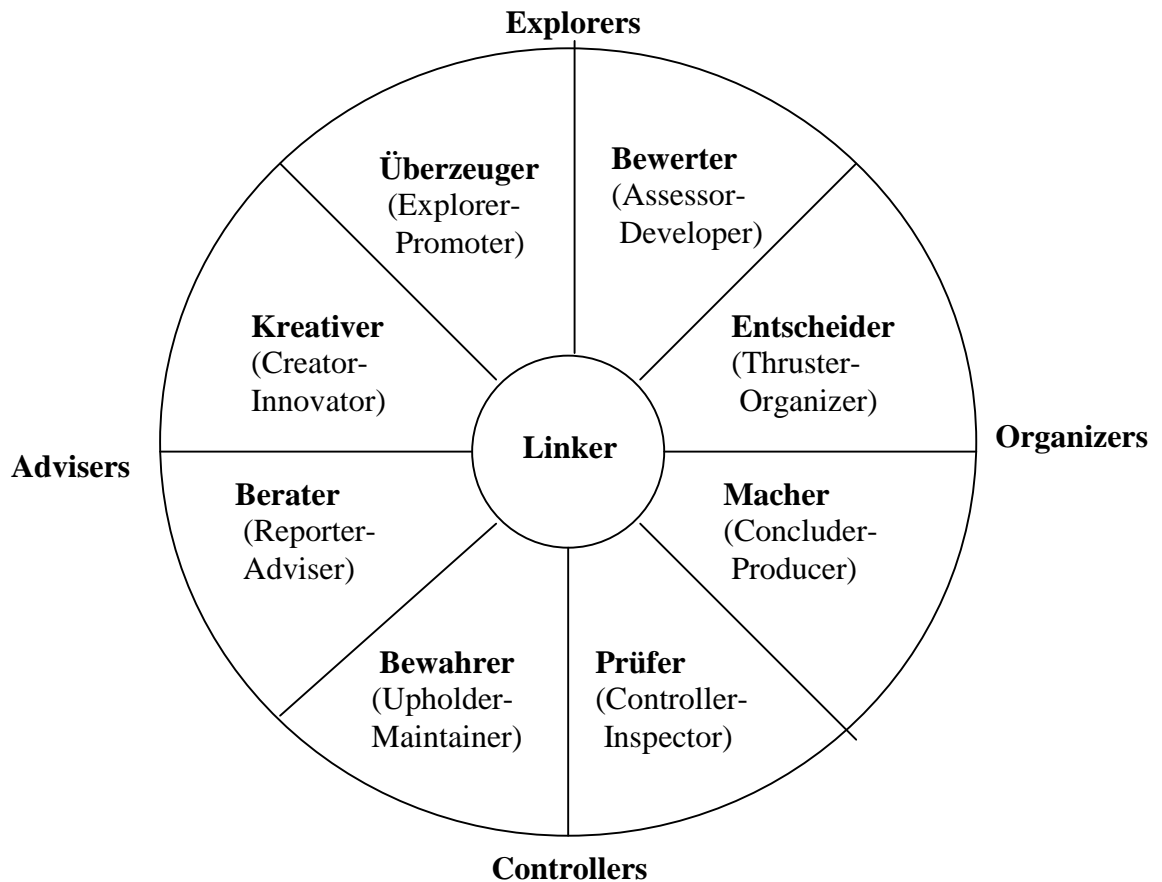 Explorers
Überzeuger
(Explorer-
Promoter)
Bewerter
(Assessor-
Developer)
Kreativer
(Creator-
Innovator)
Entscheider
(Thruster-
Organizer)
Linker
Advisers
Organizers
Berater
(Reporter-
Adviser)
Macher
(Concluder-
Producer)
Bewahrer
(Upholder-
Maintainer)
Prüfer
(Controller-
Inspector)
Controllers